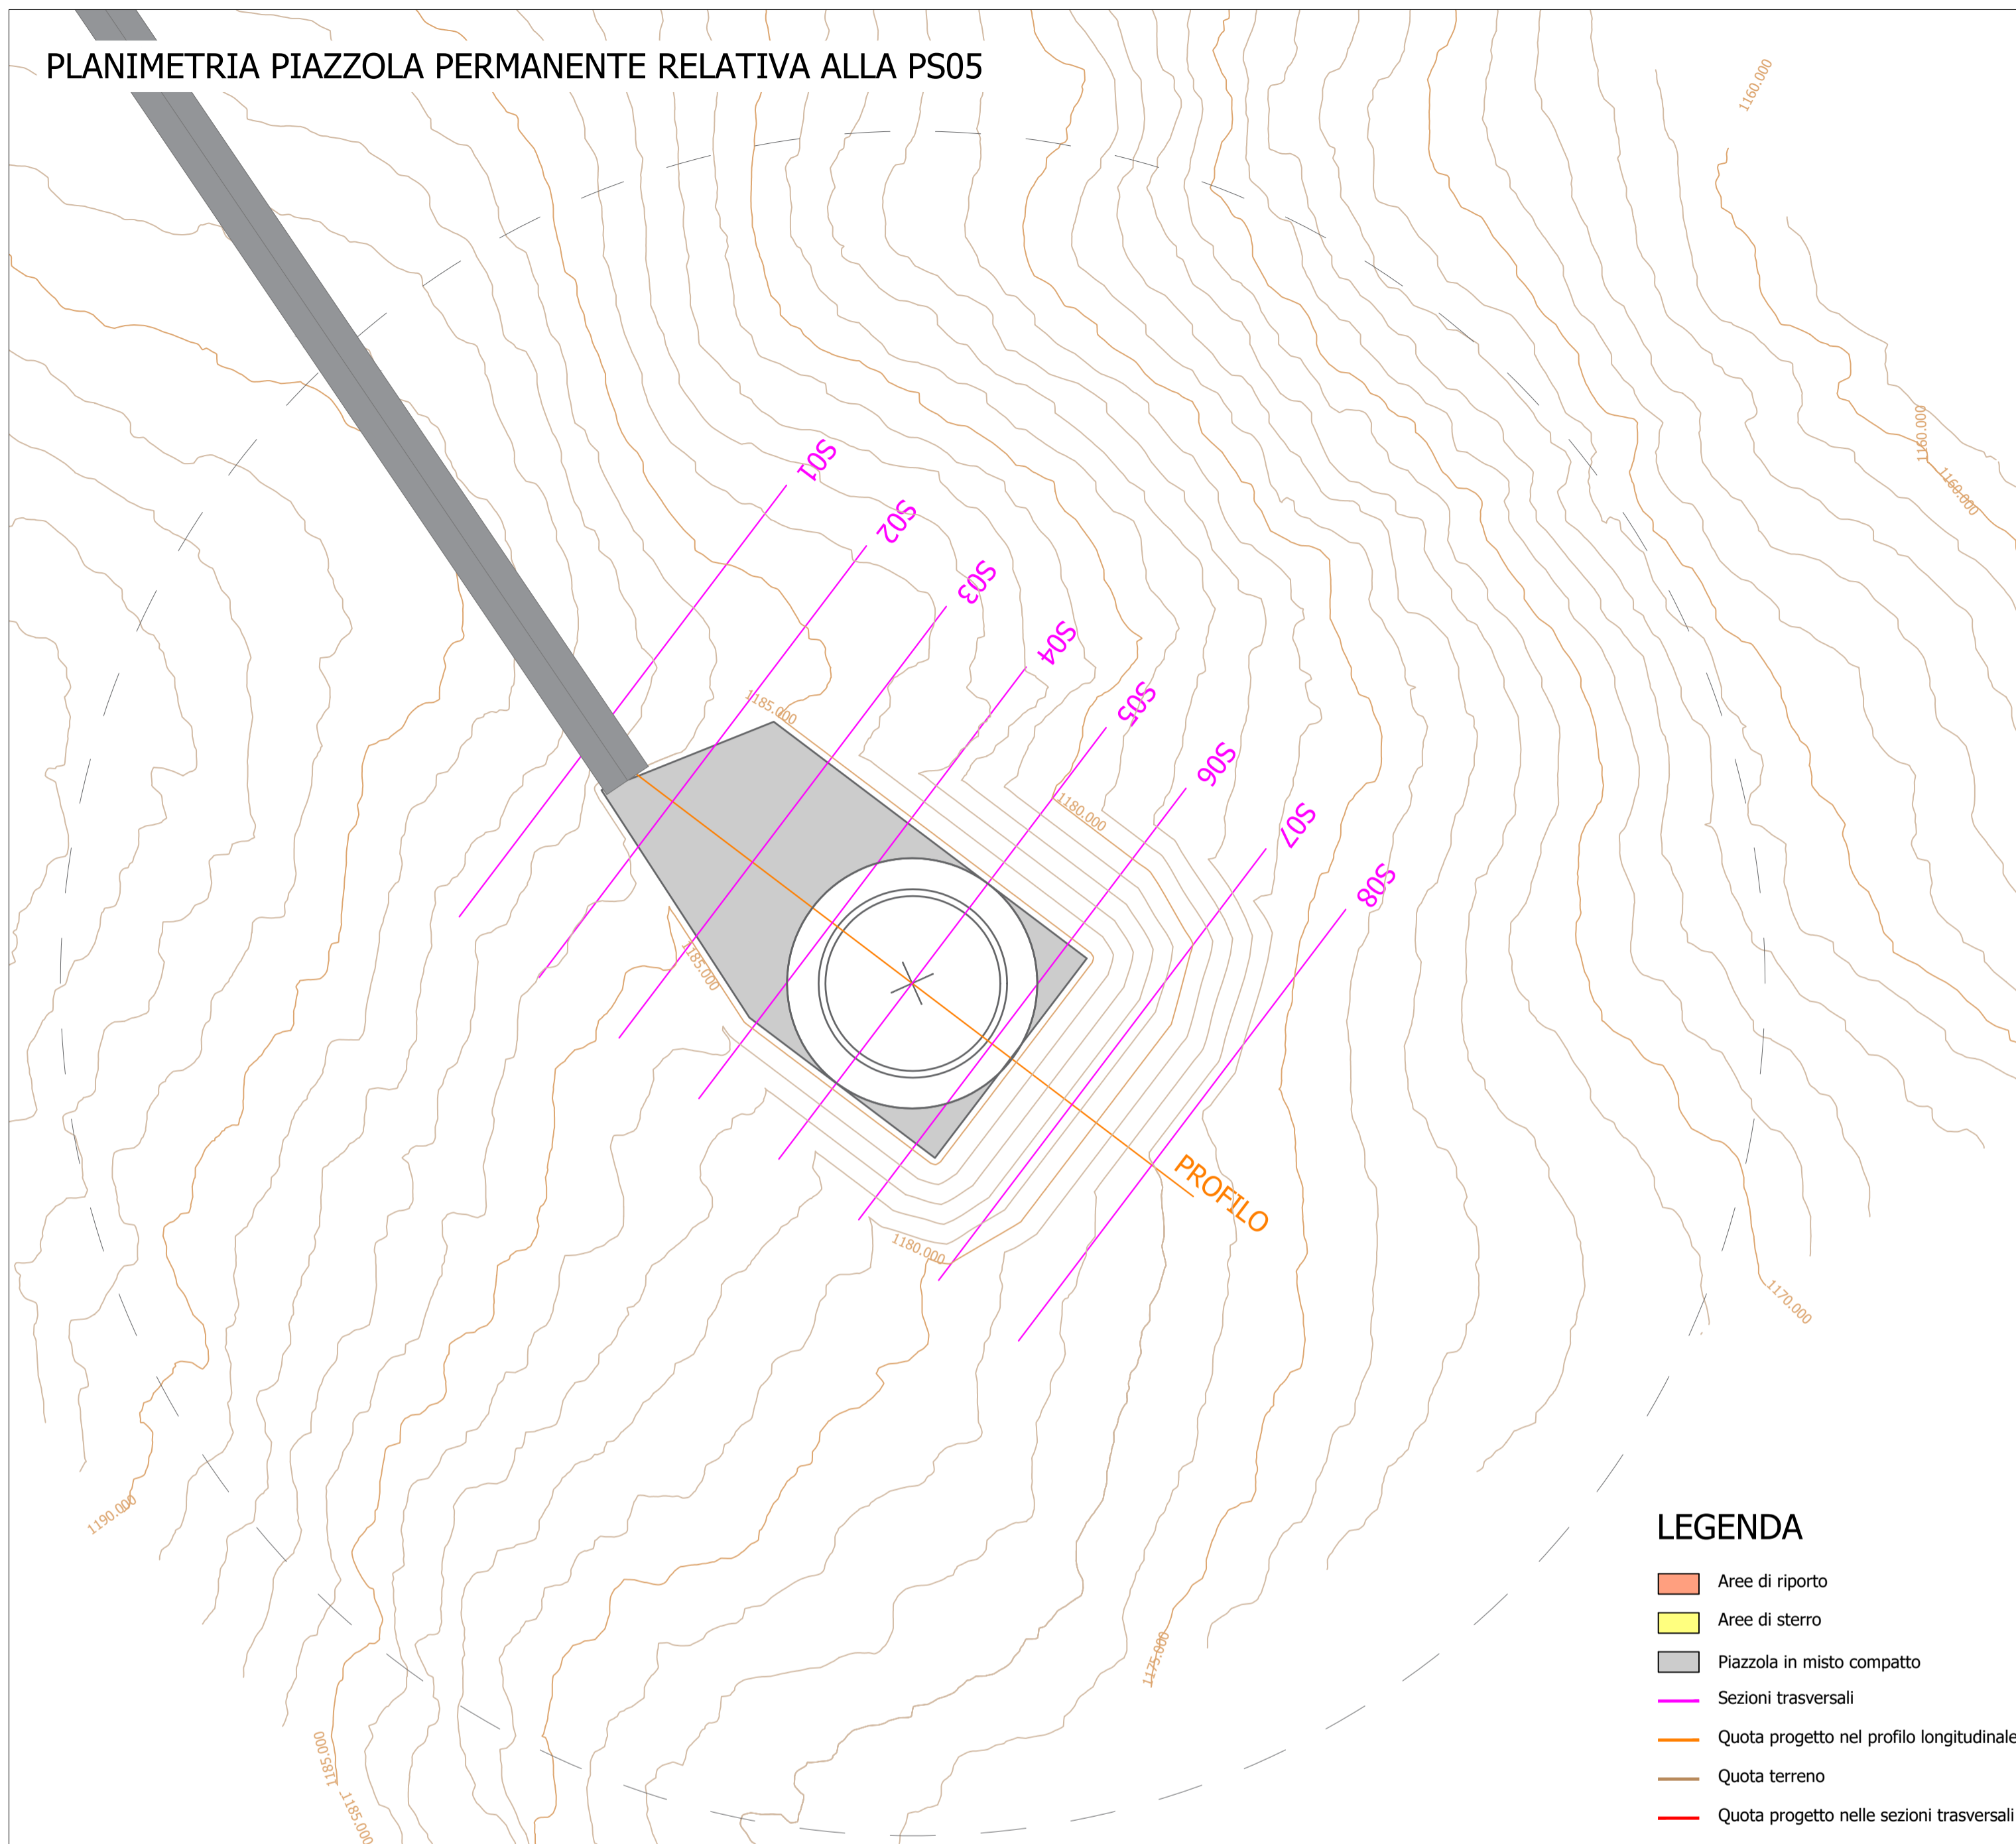 PLANIMETRIA PIAZZOLA PERMANENTE RELATIVA ALLA PS05
1160.000
1160.000
1160.000
S01
S02
S03
S04
S05
S06
S07
S08
1185.000
1180.000
1185.000
PROFILO
1180.000
1170.000
1190.000
1175.000
1185.000
1185.000
LEGENDA
Aree di riporto
Aree di sterro
Piazzola in misto compatto
Sezioni trasversali
Quota progetto nel profilo longitudinale
Quota terreno
Quota progetto nelle sezioni trasversali